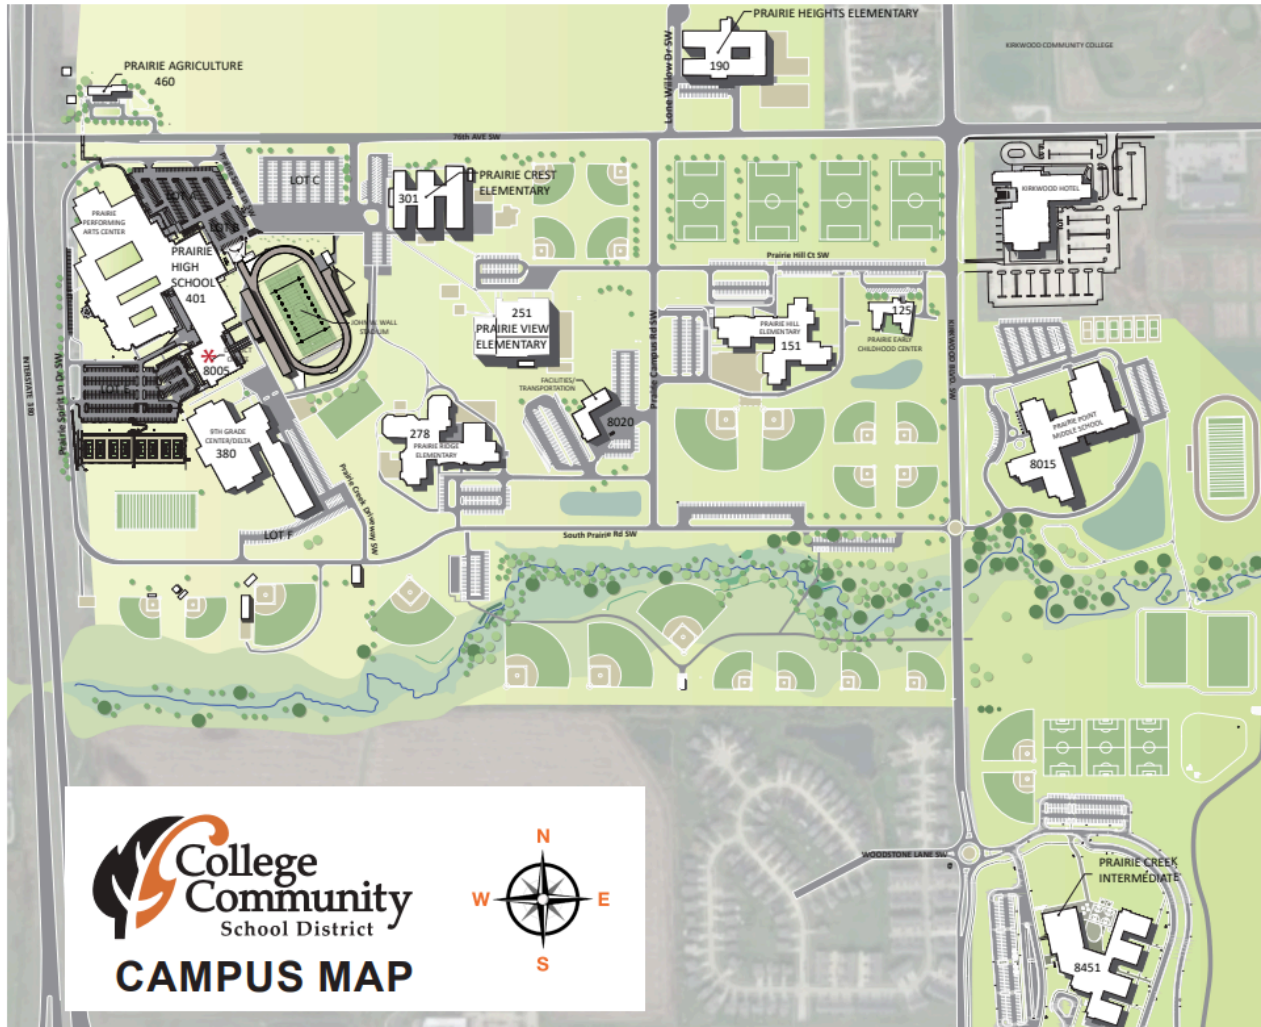 PRAIRIE HEIGHTS ELEMENTARY
190
Lone Willow Dr SW
KIRKWOOD COMMUNITY COLLEGE
PRAIRIE AGRICULTURE
460
76th AVE SW
LOT C
PRAIRIE CREST
ELEMENTARY
301
KIRKWOOD HOTEL
PRAIRIE
PERFORMING
ARTS CENTER
LOT B
PRAIRIE
HIGH
SCHOOL
401
Prairie Hill Ct SW
JOHN W. WALL
STADIUM
251
PRAIRIE VIEW
ELEMENTARY
PRAIRIE HILL
ELEMENTARY
151
125
PRAIRIE EARLY
CHILDHOOD CENTER
8005
INTERSTATE 380
Prairie Spirit Ln Dr SW
Prairie Campus Rd SW
KIRKWOOD BLVD. SW
FACILITIES/
TRANSPORTATION
8020
9TH GRADE
CENTER/DELTA
380
278
PRAIRIE RIDGE
ELEMENTARY
PRAIRIE POINT
MIDDLE SCHOOL
8015
Prairie Creek Driveway SW
LOT F
South Prairie Rd SW
WOODSTONE LANE SW
PRAIRIE CREEK
INTERMEDIATE
8451
College
Community
School District
CAMPUS MAP
N
W
E
S